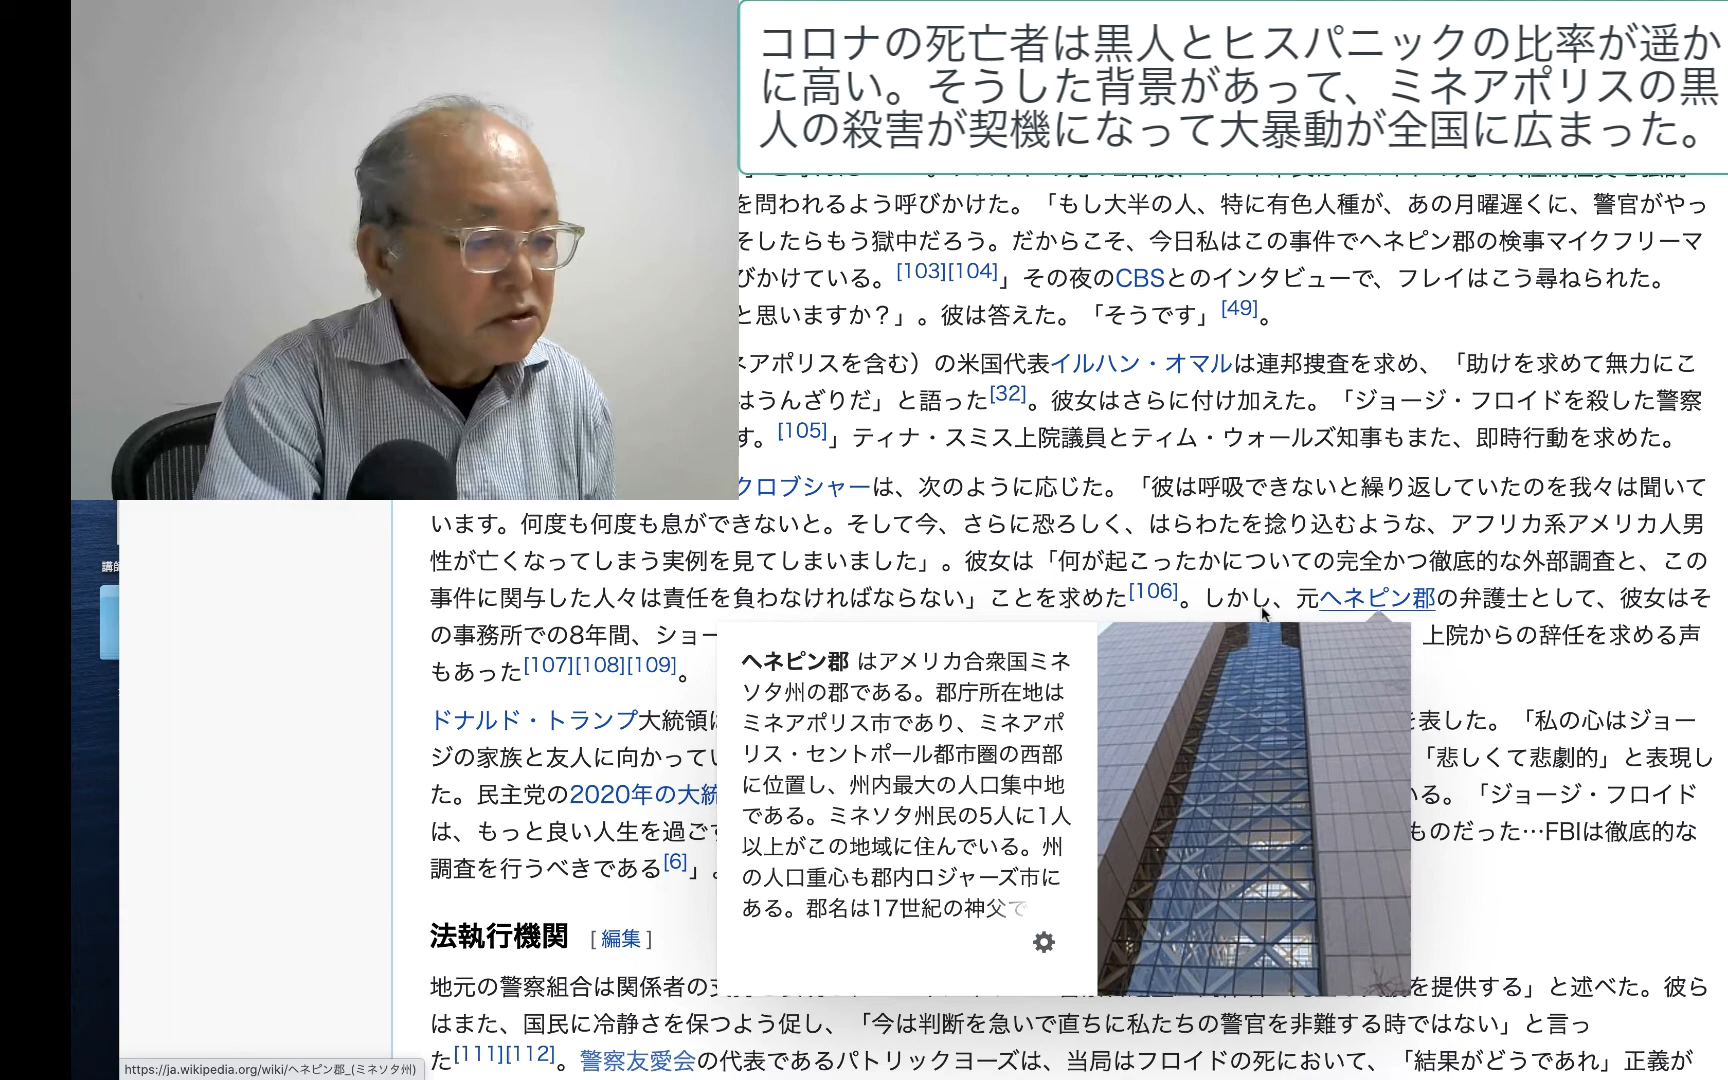 コロナの死亡者は黒人とヒスパニックの比率が遥か
に高い。そうした背景があって、ミネアポリスの黒
人の殺害が契機になって大暴動が全国に広まった。
を問われるよう呼びかけた。「もし大半の人、特に有色人種が、あの月曜遅くに、警官がやっ
そしたらもう獄中だろう。だからこそ、今日私はこの事件でヘネピン郡の検事マイクフリーマ
びかけている。[103][104]」その夜のCBSとのインタビューで、フレイはこう尋ねられた。
と思いますか？」。彼は答えた。「そうです」[49]。
ネアポリスを含む）の米国代表イルハン・オマルは連邦捜査を求め、「助けを求めて無力にこ
はうんざりだ」と語った[32]。彼女はさらに付け加えた。「ジョージ・フロイドを殺した警察
す。[105]」ティナ・スミス上院議員とティム・ウォールズ知事もまた、即時行動を求めた。
クロブシャーは、次のように応じた。「彼は呼吸できないと繰り返していたのを我々は聞いて
います。何度も何度も息ができないと。そして今、さらに恐ろしく、はらわたを捻り込むような、アフリカ系アメリカ人男
性が亡くなってしまう実例を見てしまいました」。彼女は「何が起こったかについての完全かつ徹底的な外部調査と、この
事件に関与した人々は責任を負わなければならない」ことを求めた[106]。しかし、元ヘネピン郡の弁護士として、彼女はそ
の事務所での8年間、ショー 上院からの辞任を求める声
もあった[107][108][109]。
ヘネピン郡 はアメリカ合衆国ミネ
ソタ州の郡である。郡庁所在地は
ミネアポリス市であり、ミネアポ
リス・セントポール都市圏の西部
に位置し、州内最大の人口集中地
である。ミネソタ州民の5人に1人
以上がこの地域に住んでいる。州
の人口重心も郡内ロジャーズ市に
ある。郡名は17世紀の神父で
ドナルド・トランプ大統領は を表した。「私の心はジョー
ジの家族と友人に向かってい 「悲しくて悲劇的」と表現し
た。民主党の2020年の大統 いる。「ジョージ・フロイド
は、もっと良い人生を過ごす ものだった…FBIは徹底的な
調査を行うべきである[6]」。
法執行機関 [編集]
地元の警察組合は関係者の支 を提供する」と述べた。彼ら
はまた、国民に冷静さを保つよう促し、「今は判断を急いで直ちに私たちの警官を非難する時ではない」と言っ
た[111][112]。警察友愛会の代表であるパトリックヨーズは、当局はフロイドの死において、「結果がどうであれ」正義が
講師
https://ja.wikipedia.org/wiki/ヘネピン郡_(ミネソタ州)